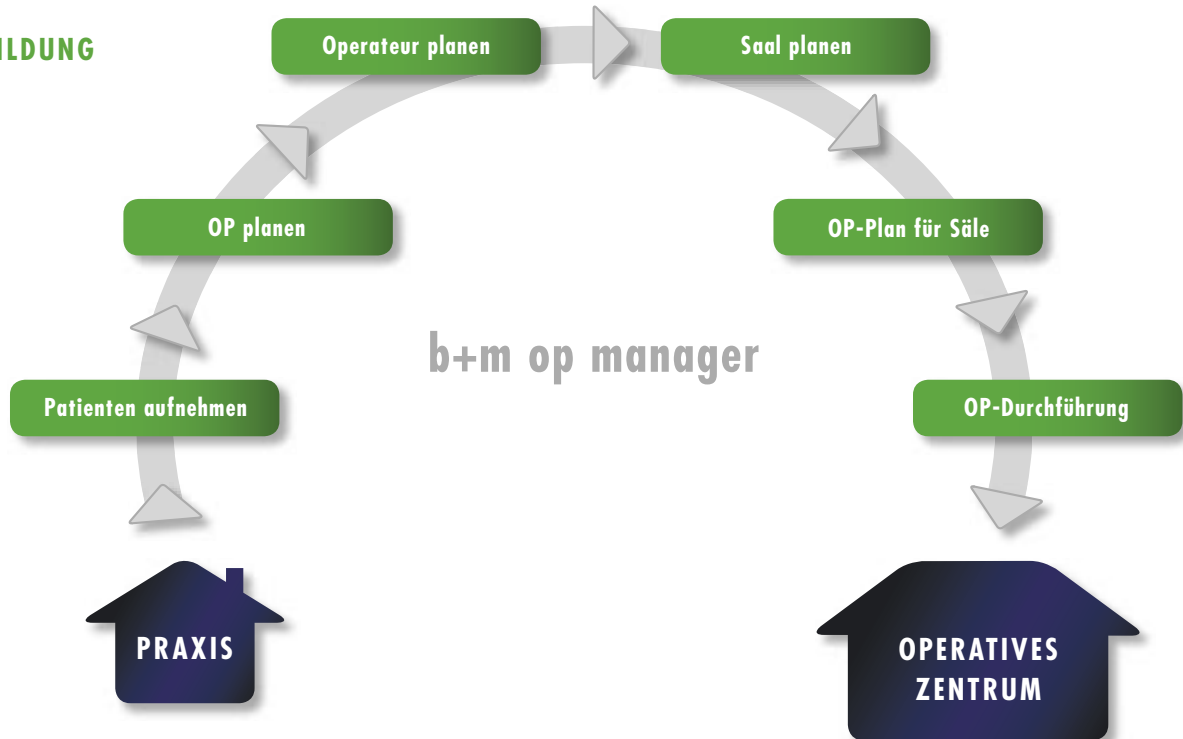 ILDUNG
Operateur planen
Saal planen
OP planen
OP-Plan für Säle
b+m op manager
Patienten aufnehmen
OP-Durchführung
PRAXIS
OPERATIVES
ZENTRUM